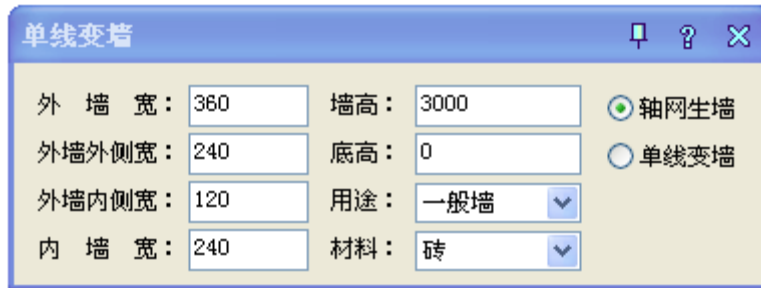 单线变墙
外 墙 宽： 360 墙高： 3000 轴网生墙
外墙外侧宽： 240 底高： 0 单线变墙
外墙内侧宽： 120 用途： 一般墙
内 墙 宽： 240 材料： 砖